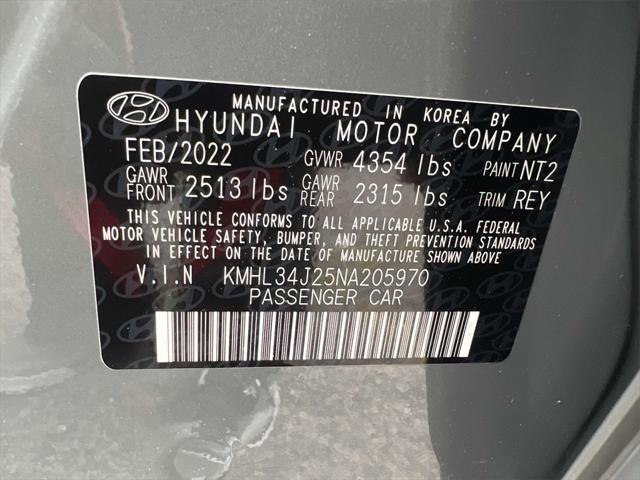 MANUFACTURED IN KOREA BY
HYUNDAI MOTOR COMPANY
FEB/2022 GVWR 4354 lbs PAINT NT2
GAWR FRONT 2513 lbs GAWR REAR 2315 lbs TRIM REY
THIS VEHICLE CONFORMS TO ALL APPLICABLE U.S.A. FEDERAL
MOTOR VEHICLE SAFETY, BUMPER, AND THEFT PREVENTION STANDARDS
IN EFFECT ON THE DATE OF MANUFACTURE SHOWN ABOVE
V.I.N KMHL34J25NA205970
PASSENGER CAR